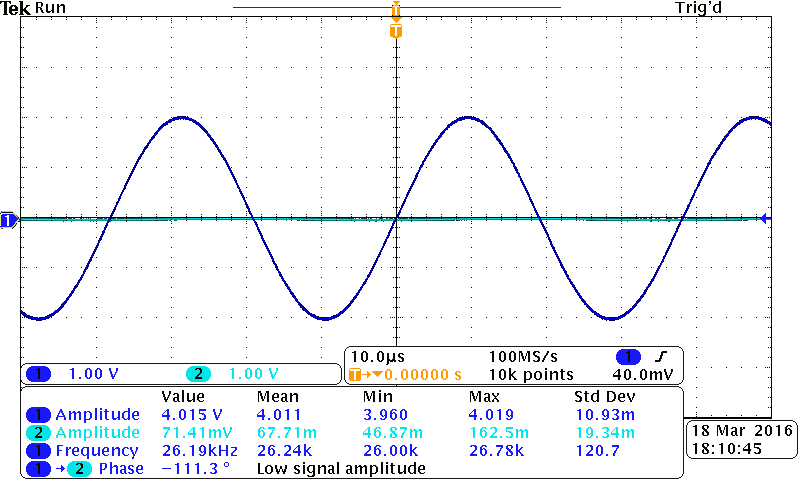 Tek Run Trig'd
T
T
1
1 1.00 V 2 1.00 V
10.0µs 100MS/s 1
T→▼0.00000 s 10k points 40.0mV
Value Mean Min Max Std Dev
1 Amplitude 4.015 V 4.011 3.960 4.019 10.93m
2 Amplitude 71.41mV 67.71m 46.87m 162.5m 19.34m
1 Frequency 26.19kHz 26.24k 26.00k 26.78k 120.7
1 → 2 Phase −111.3 ° Low signal amplitude
18 Mar 2016
18:10:45